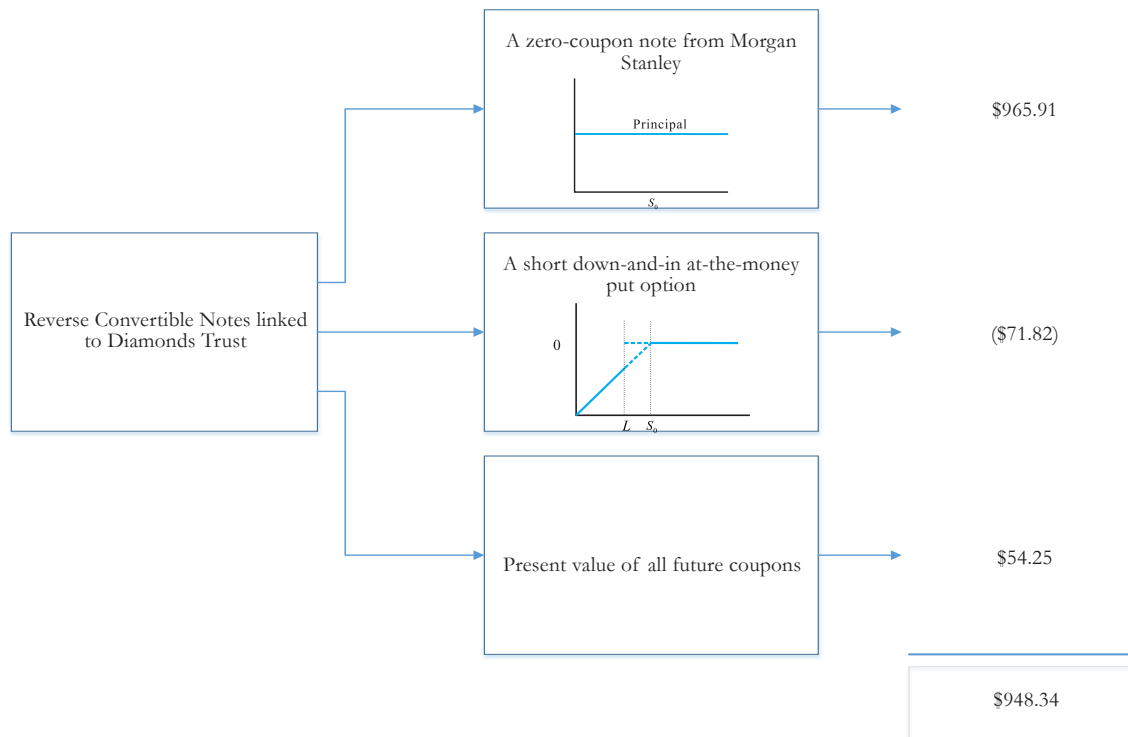 A zero-coupon note from Morgan
Stanley
Principal
S₀
$965.91
Reverse Convertible Notes linked
to Diamonds Trust
A short down-and-in at-the-money
put option
0
L S₀
($71.82)
Present value of all future coupons
$54.25
$948.34